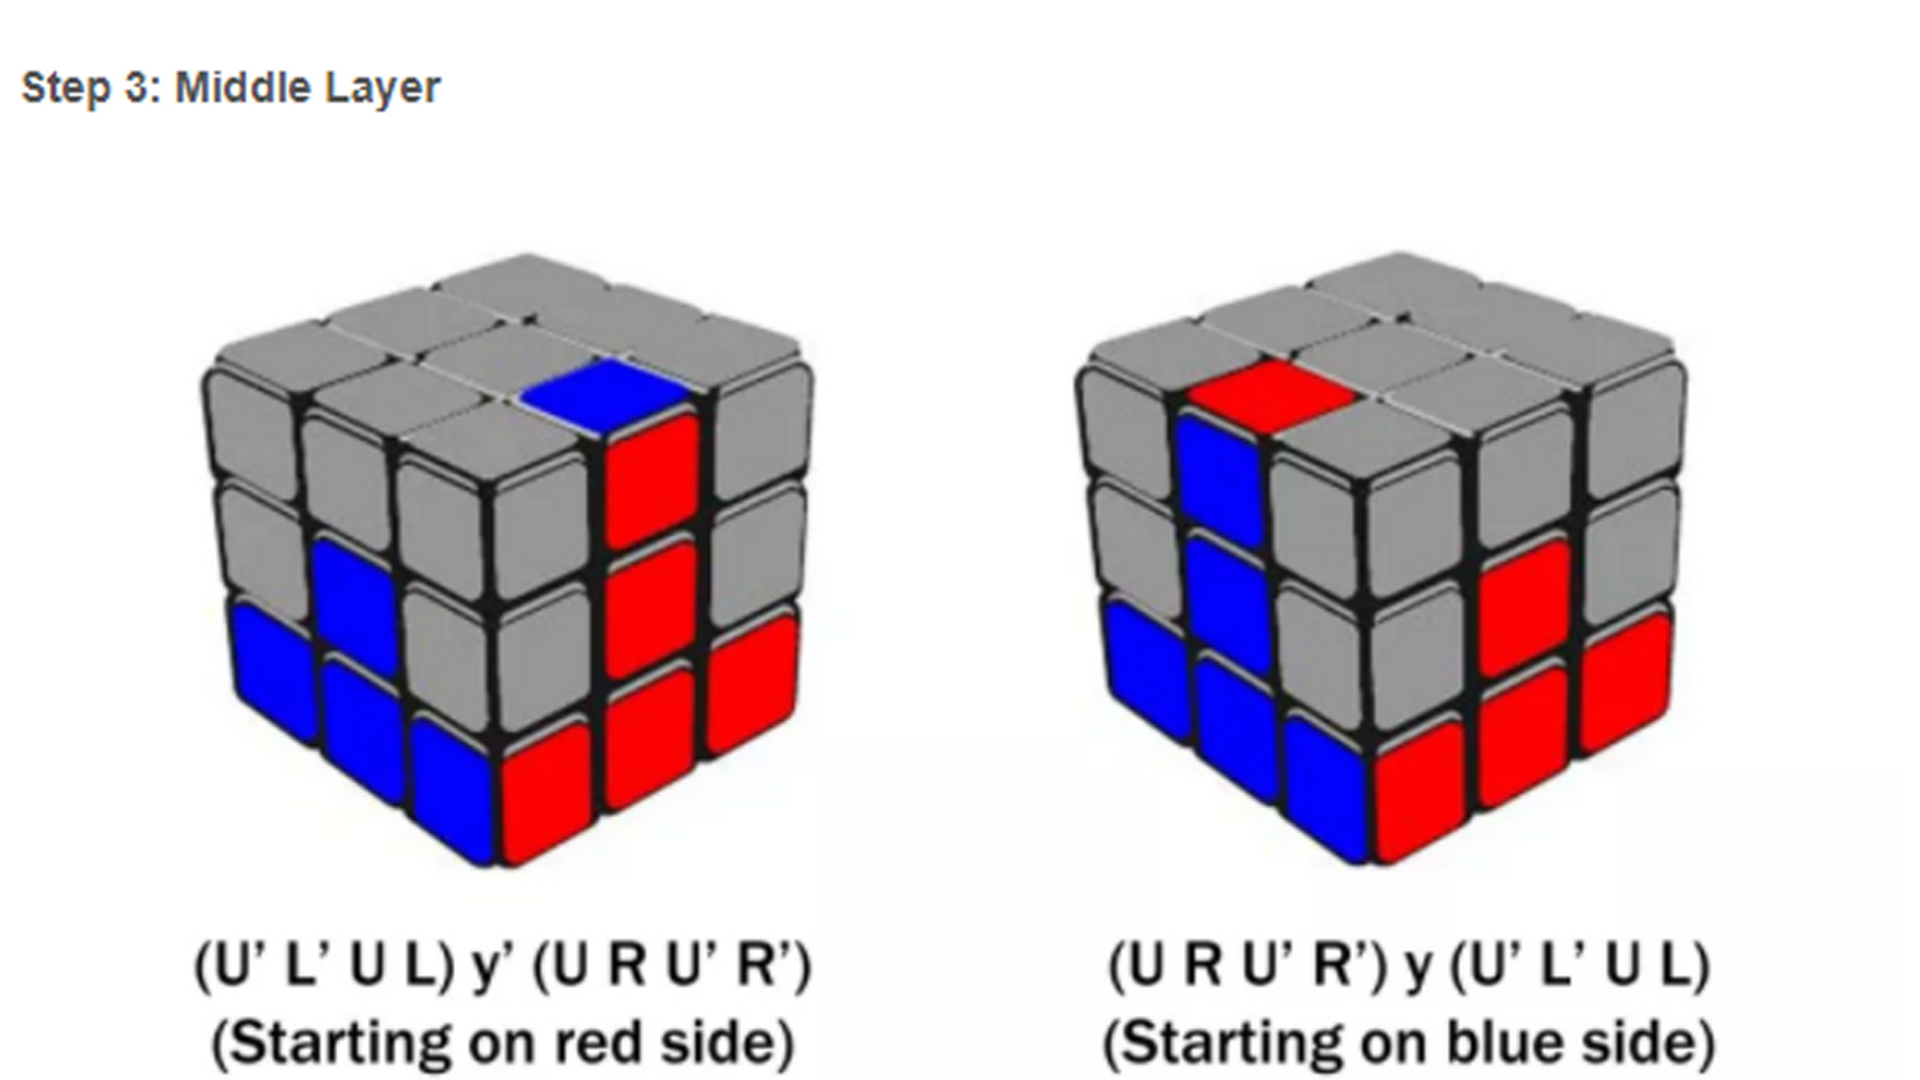 Step 3: Middle Layer
(U’ L’ U L) y’ (U R U’ R’)
(Starting on red side)
(U R U’ R’) y (U’ L’ U L)
(Starting on blue side)